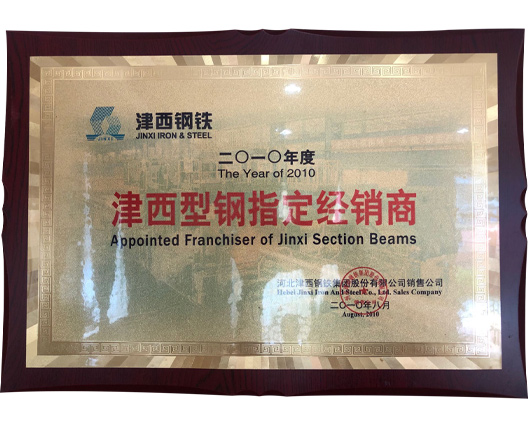 津西钢铁
JINXI IRON & STEEL
JINXI
二〇一〇年度
The Year of 2010
津西型钢指定经销商
Appointed Franchiser of Jinxi Section Beams
河北津西钢铁集团股份有限公司销售公司
Hebei Jinxi Iron And Steel Co., Ltd. Sales Company
二〇一〇年八月
August, 2010